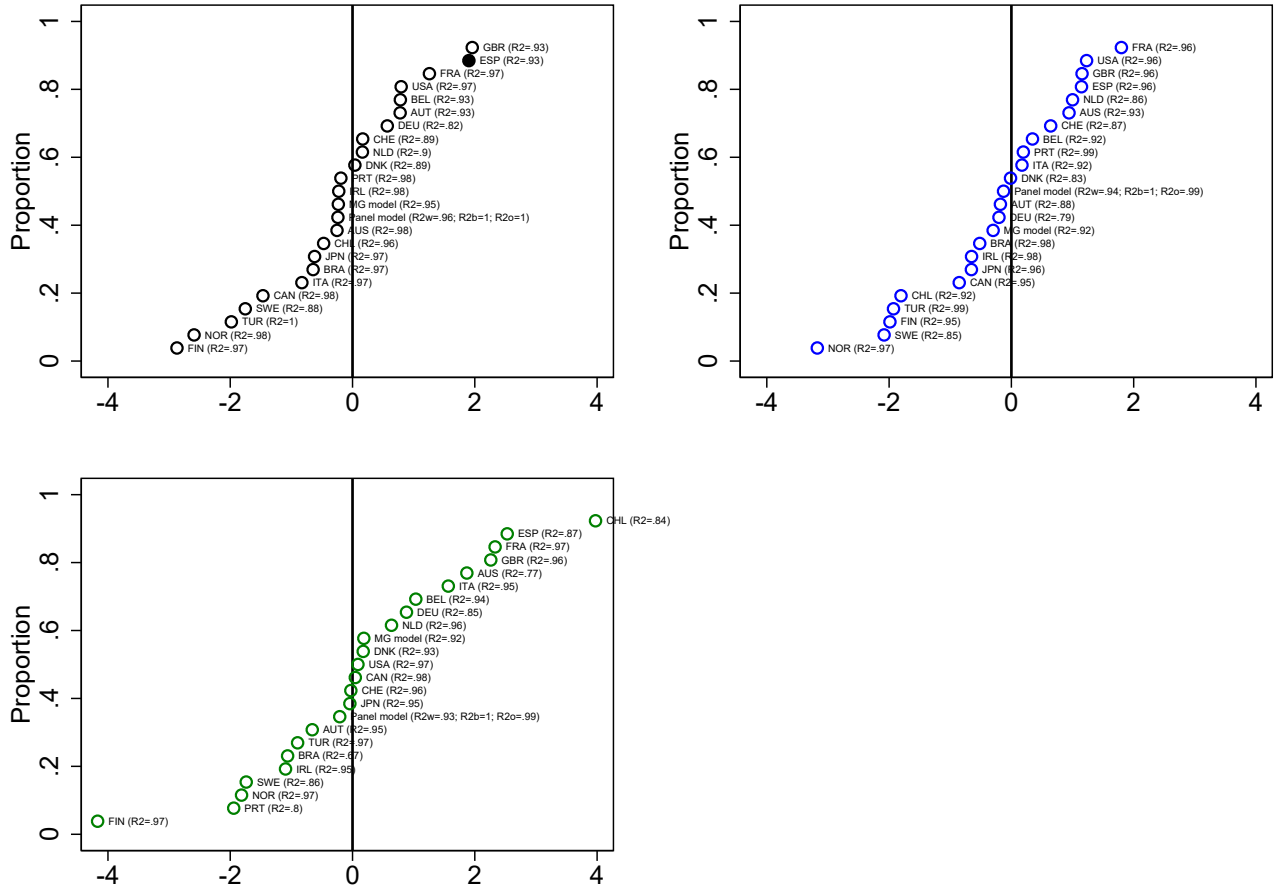 Proportion
0
.2
.4
.6
.8
1
GBR (R2=.93)
ESP (R2=.93)
FRA (R2=.97)
USA (R2=.97)
BEL (R2=.93)
AUT (R2=.93)
DEU (R2=.82)
CHE (R2=.89)
NLD (R2=.9)
DNK (R2=.89)
PRT (R2=.98)
IRL (R2=.98)
MG model (R2=.95)
Panel model (R2w=.96; R2b=1; R2o=1)
AUS (R2=.98)
CHL (R2=.96)
JPN (R2=.97)
BRA (R2=.97)
ITA (R2=.97)
CAN (R2=.98)
SWE (R2=.88)
TUR (R2=1)
NOR (R2=.98)
FIN (R2=.97)
-4 -2 0 2 4
Proportion
0
.2
.4
.6
.8
1
FRA (R2=.96)
USA (R2=.96)
GBR (R2=.96)
ESP (R2=.96)
NLD (R2=.86)
AUS (R2=.93)
CHE (R2=.87)
BEL (R2=.92)
PRT (R2=.99)
ITA (R2=.92)
DNK (R2=.83)
Panel model (R2w=.94; R2b=1; R2o=.99)
AUT (R2=.88)
DEU (R2=.79)
MG model (R2=.92)
BRA (R2=.98)
IRL (R2=.98)
JPN (R2=.96)
CAN (R2=.95)
CHL (R2=.92)
TUR (R2=.99)
FIN (R2=.95)
SWE (R2=.85)
NOR (R2=.97)
-4 -2 0 2 4
Proportion
0
.2
.4
.6
.8
1
CHL (R2=.84)
ESP (R2=.87)
FRA (R2=.97)
GBR (R2=.96)
AUS (R2=.77)
ITA (R2=.95)
BEL (R2=.94)
DEU (R2=.85)
NLD (R2=.96)
MG model (R2=.92)
DNK (R2=.93)
USA (R2=.97)
CAN (R2=.98)
CHE (R2=.96)
JPN (R2=.95)
Panel model (R2w=.93; R2b=1; R2o=.99)
AUT (R2=.95)
TUR (R2=.97)
BRA (R2=.67)
IRL (R2=.95)
SWE (R2=.86)
NOR (R2=.97)
PRT (R2=.8)
FIN (R2=.97)
-4 -2 0 2 4